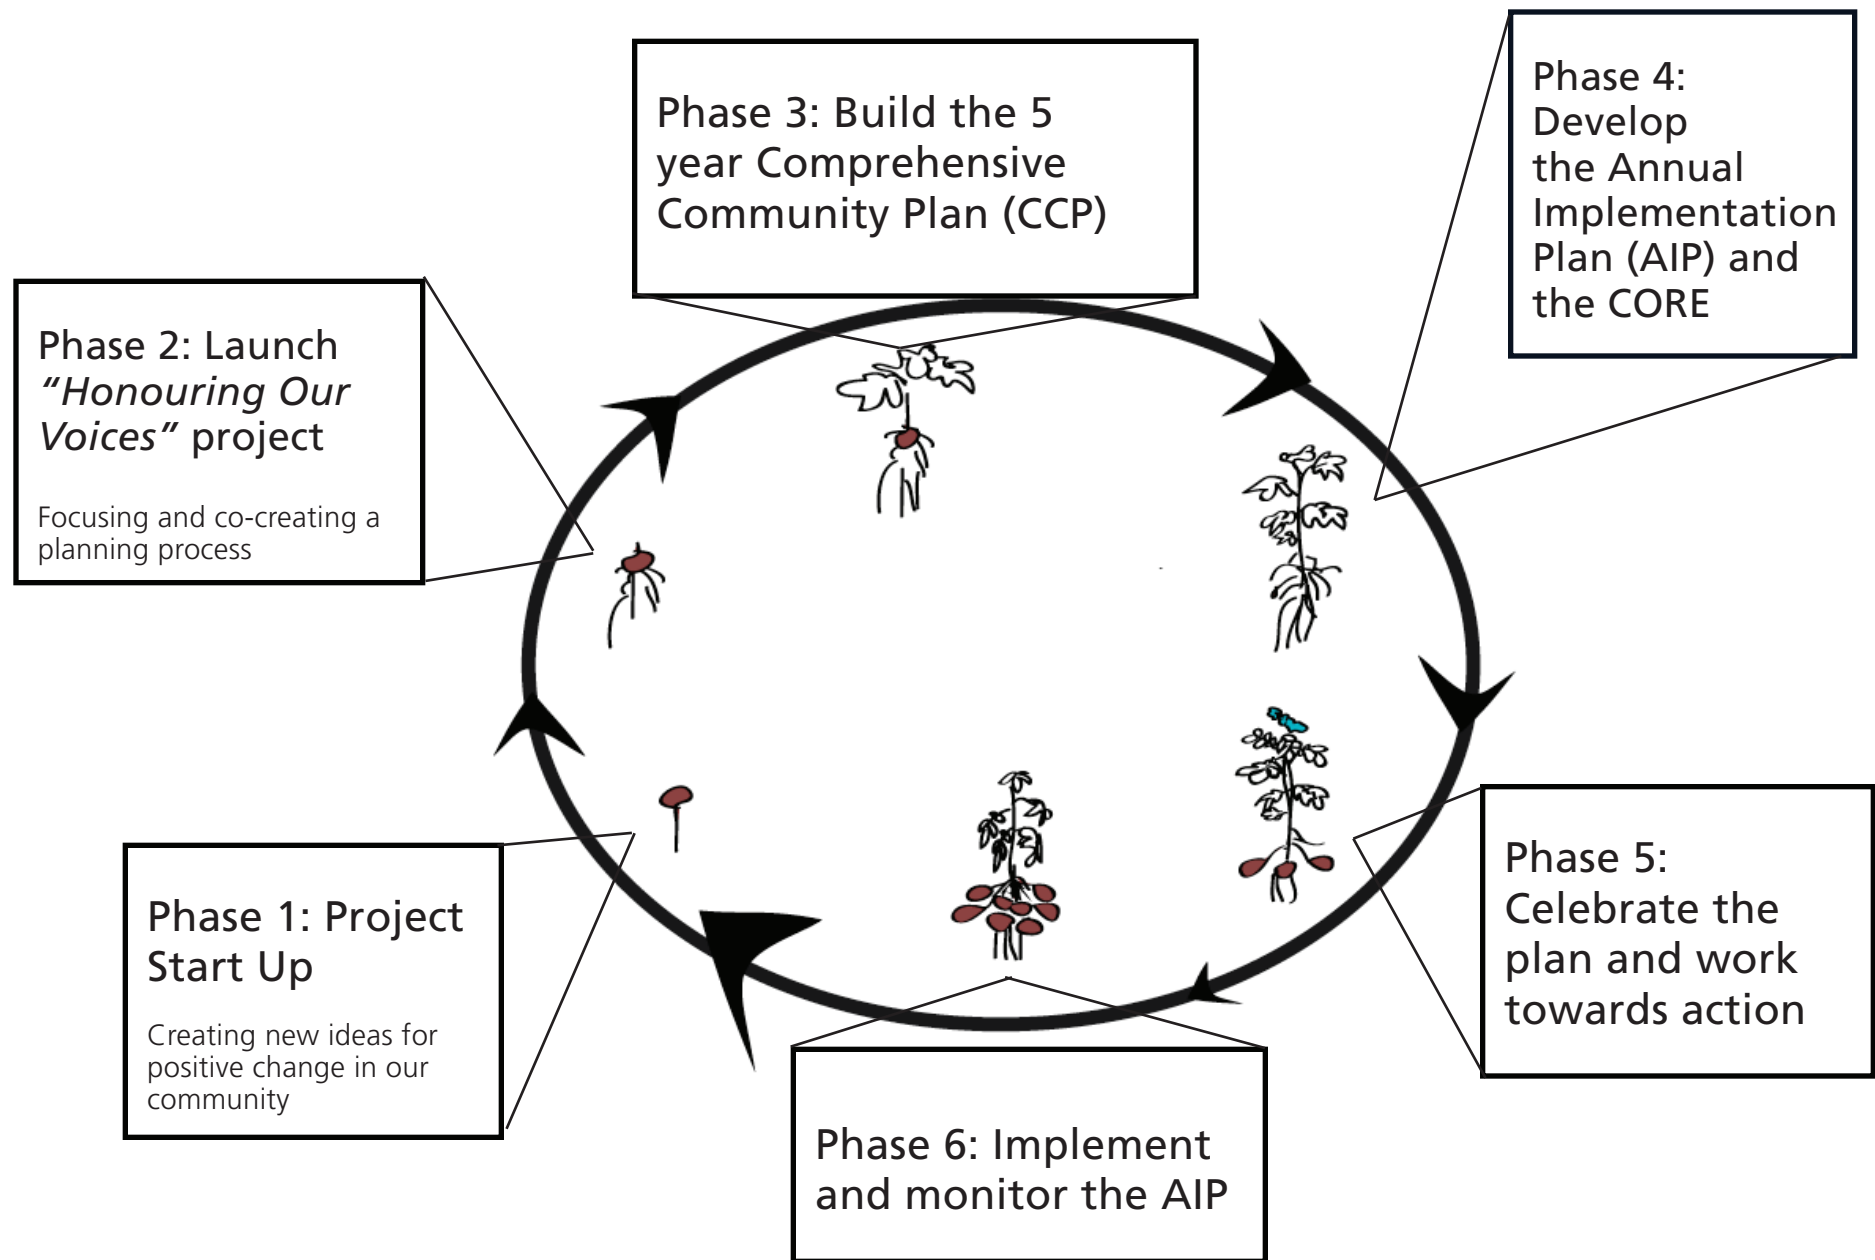 Phase 1: Project
Start Up
Creating new ideas for
positive change in our
community
Phase 2: Launch
“Honouring Our
Voices” project
Focusing and co-creating a
planning process
Phase 3: Build the 5
year Comprehensive
Community Plan (CCP)
Phase 4:
Develop
the Annual
Implementation
Plan (AIP) and
the CORE
Phase 5:
Celebrate the
plan and work
towards action
Phase 6: Implement
and monitor the AIP